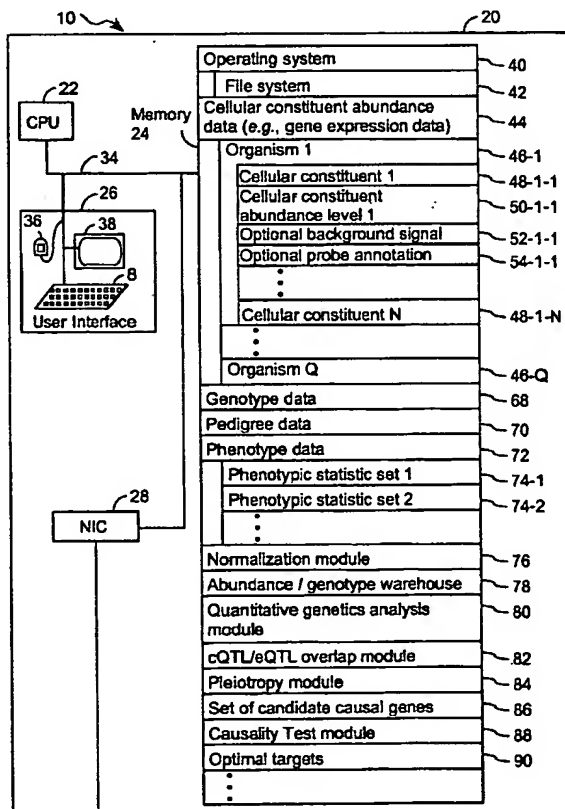 10
20
Operating system
40
File system
42
22
CPU
Memory
24
Cellular constituent abundance
data (e.g., gene expression data)
44
34
Organism 1
46-1
Cellular constituent 1
48-1-1
26
Cellular constituent
abundance level 1
50-1-1
36
38
Optional background signal
52-1-1
Optional probe annotation
54-1-1
8
User Interface
Cellular constituent N
48-1-N
Organism Q
46-Q
Genotype data
68
Pedigree data
70
Phenotype data
72
Phenotypic statistic set 1
74-1
28
NIC
Phenotypic statistic set 2
74-2
Normalization module
76
Abundance / genotype warehouse
78
Quantitative genetics analysis
module
80
cQTL/eQTL overlap module
82
Pleiotropy module
84
Set of candidate causal genes
86
Causality Test module
88
Optimal targets
90